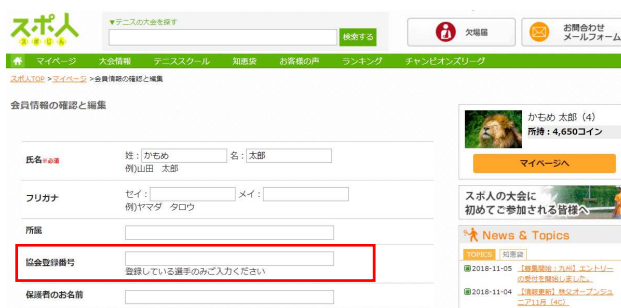 スポ人
スポじん
▼テニスの大会を探す
検索する
欠場届
お問合わせ
メールフォーム
マイページ 大会情報 テニススクール 知恵袋 お客様の声 ランキング チャンピオンズリーグ
スポ人TOP >マイページ >会員情報の確認と編集
会員情報の確認と編集
氏名※必須
姓： かもめ 名： 太郎
例)山田 太郎
フリガナ
セイ： メイ：
例)ヤマダ タロウ
所属
協会登録番号
登録している選手のみご入力ください
保護者のお名前
かもめ 太郎（4）
所持：4,650コイン
マイページへ
スポ人の大会に
初めてご参加される皆様へ
News & Topics
TOPICS 知恵袋
2018-11-05 【募集開始：九州】エントリー
の受付を開始しました。
2018-11-04 【情報更新】秩父オープンジュ
ニア11月（4C）